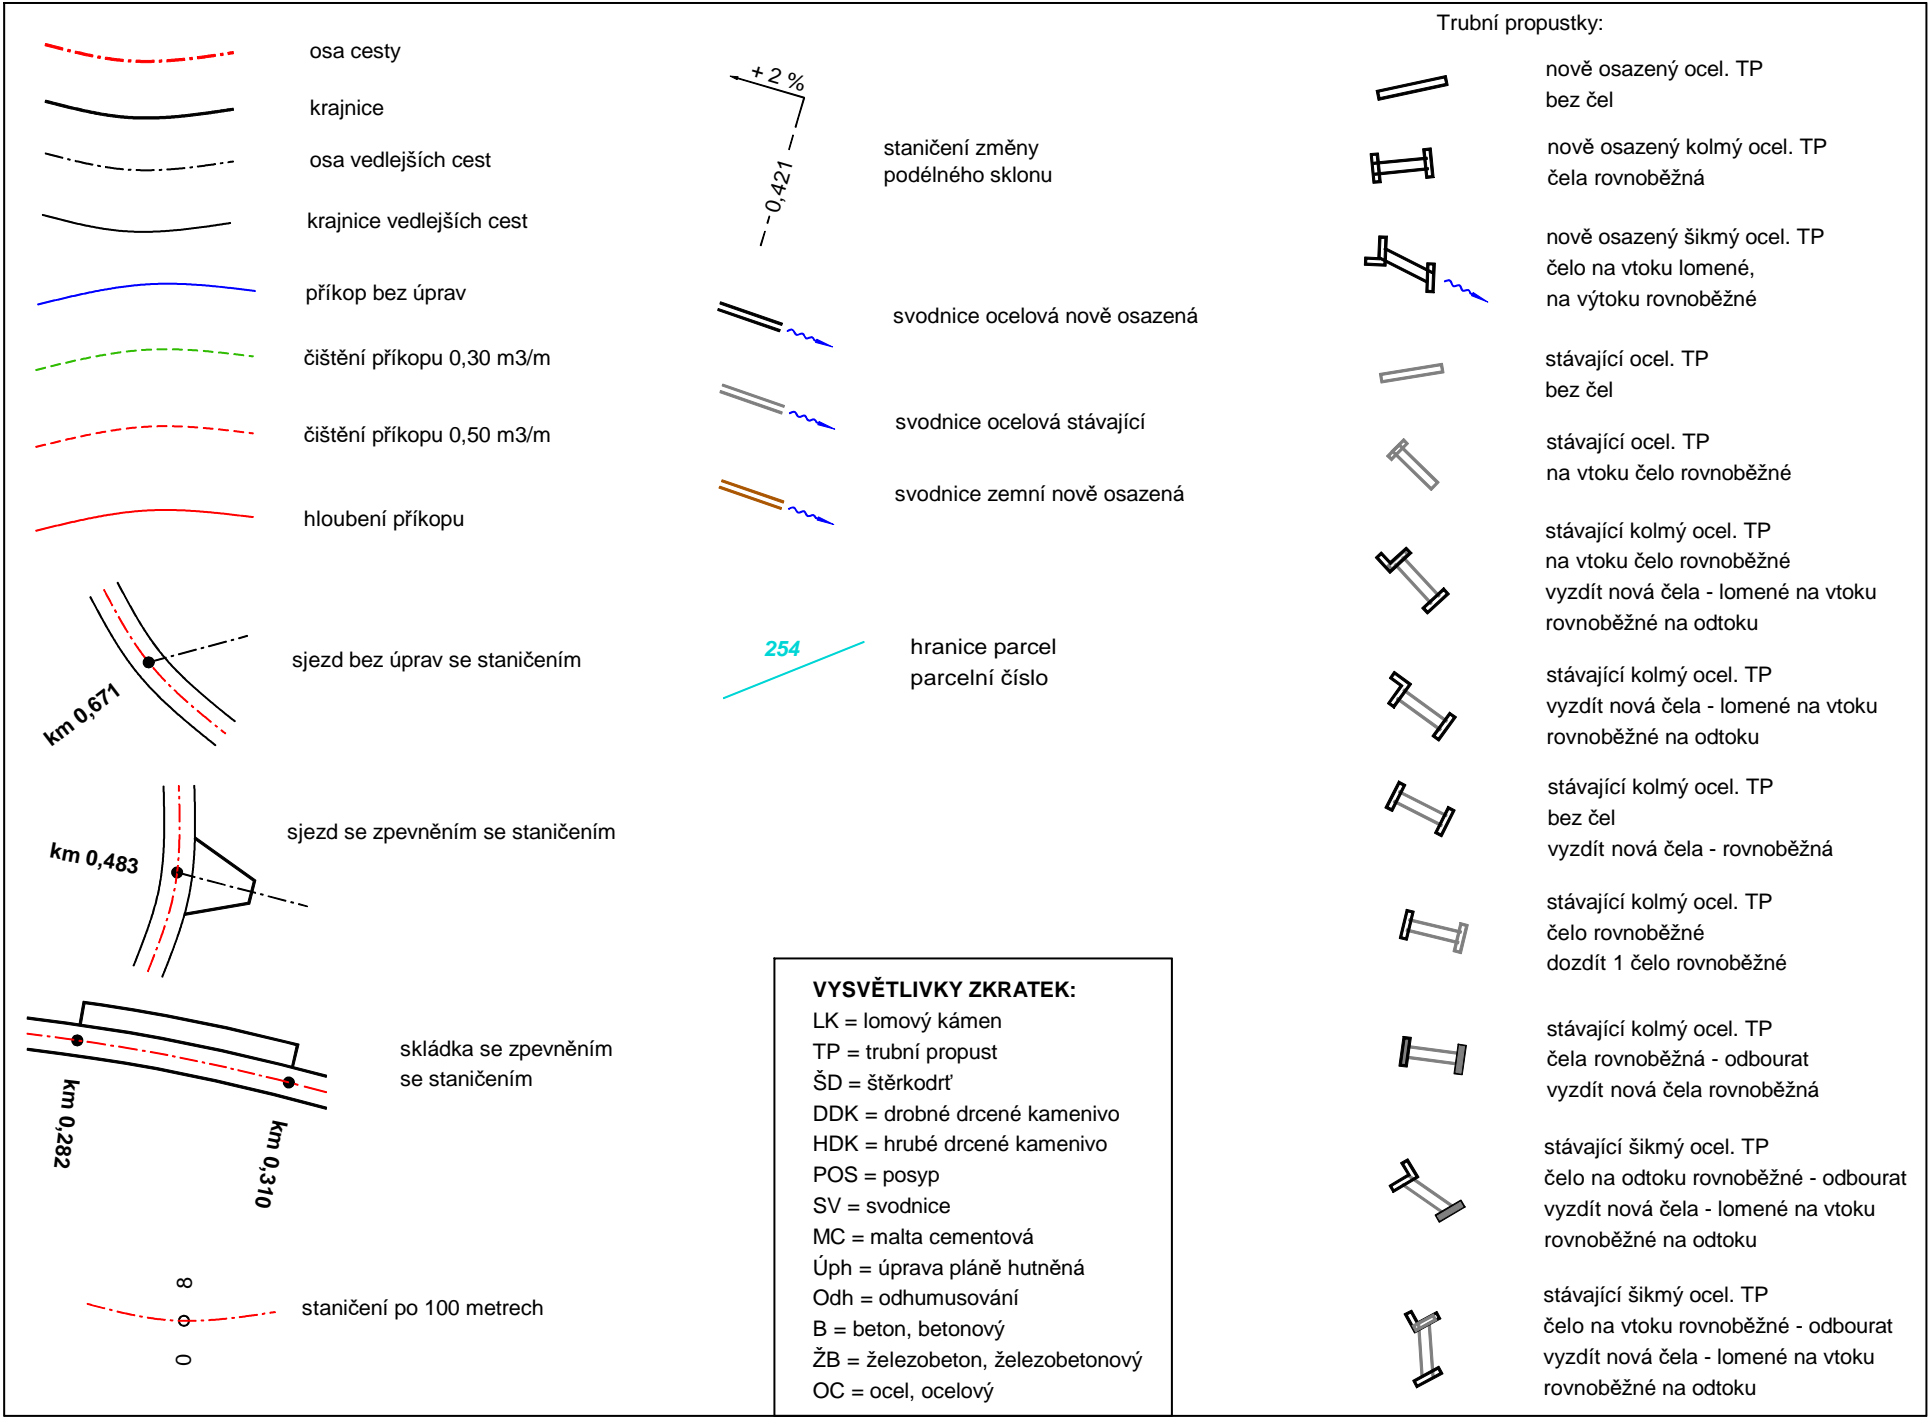 osa cesty
krajnice
osa vedlejších cest
krajnice vedlejších cest
příkop bez úprav
čištění příkopu 0,30 m3/m
čištění příkopu 0,50 m3/m
hloubení příkopu
km 0,671
sjezd bez úprav se staničením
km 0,483
sjezd se zpevněním se staničením
km 0,282
km 0,310
skládka se zpevněním
se staničením
8
0
staničení po 100 metrech
+ 2 %
0,421
staničení změny
podélného sklonu
svodnice ocelová nově osazená
svodnice ocelová stávající
svodnice zemní nově osazená
254
hranice parcel
parcelní číslo
VYSVĚTLIVKY ZKRATEK:
LK = lomový kámen
TP = trubní propust
ŠD = štěrkodrť
DDK = drobné drcené kamenivo
HDK = hrubé drcené kamenivo
POS = posyp
SV = svodnice
MC = malta cementová
Úph = úprava pláně hutněná
Odh = odhumusování
B = beton, betonový
ŽB = železobeton, železobetonový
OC = ocel, ocelový
Trubní propustky:
nově osazený ocel. TP
bez čel
nově osazený kolmý ocel. TP
čela rovnoběžná
nově osazený šikmý ocel. TP
čelo na vtoku lomené,
na výtoku rovnoběžné
stávající ocel. TP
bez čel
stávající ocel. TP
na vtoku čelo rovnoběžné
stávající kolmý ocel. TP
na vtoku čelo rovnoběžné
vyzdít nová čela - lomené na vtoku
rovnoběžné na odtoku
stávající kolmý ocel. TP
vyzdít nová čela - lomené na vtoku
rovnoběžné na odtoku
stávající kolmý ocel. TP
bez čel
vyzdít nová čela - rovnoběžná
stávající kolmý ocel. TP
čelo rovnoběžné
dozdít 1 čelo rovnoběžné
stávající kolmý ocel. TP
čela rovnoběžná - odbourat
vyzdít nová čela rovnoběžná
stávající šikmý ocel. TP
čelo na odtoku rovnoběžné - odbourat
vyzdít nová čela - lomené na vtoku
rovnoběžné na odtoku
stávající šikmý ocel. TP
čelo na vtoku rovnoběžné - odbourat
vyzdít nová čela - lomené na vtoku
rovnoběžné na odtoku